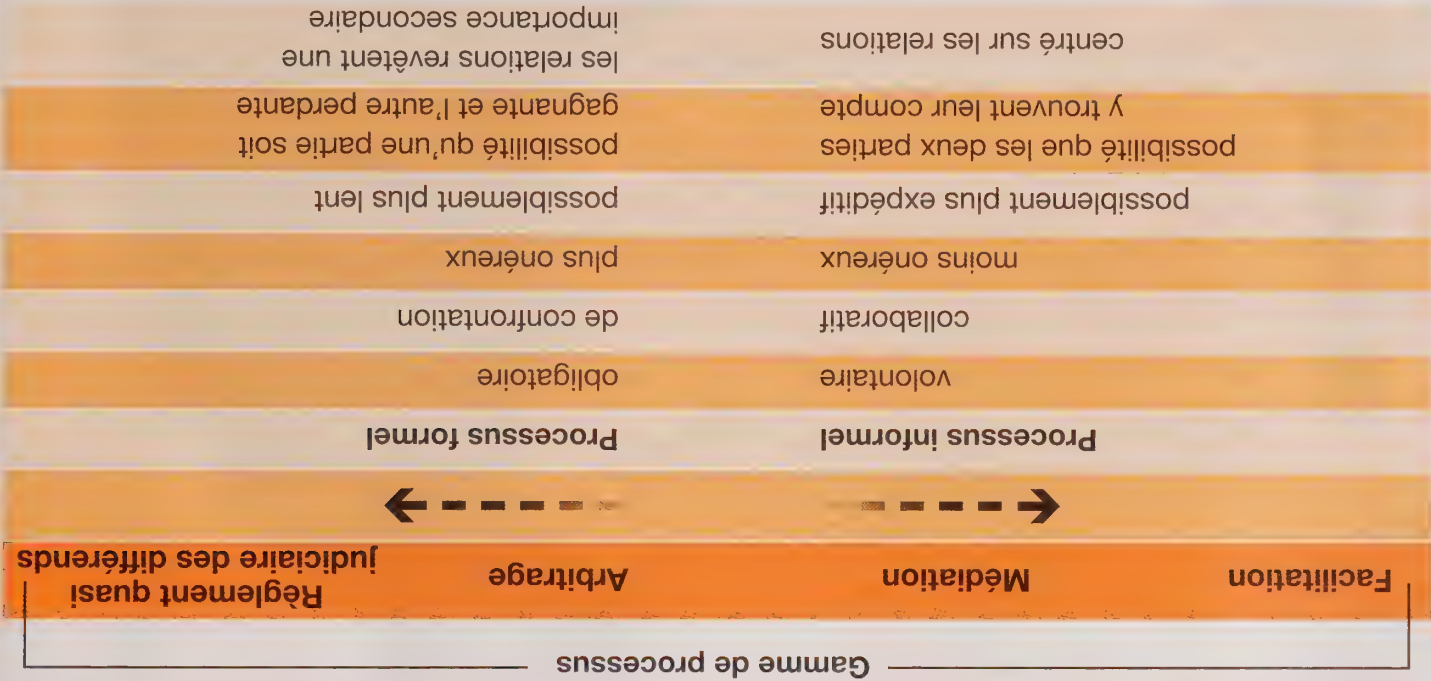 Gamme de processus
Facilitation Médiation Arbitrage Règlement quasi
judiciaire des différends
Processus informel Processus formel
volontaire obligatoire
collaboratif de confrontation
moins onéreux plus onéreux
possiblement plus expéditif possiblement plus lent
possibilité que les deux parties possibilité qu'une partie soit
y trouvent leur compte gagnante et l'autre perdante
centré sur les relations les relations revêtent une
importance secondaire